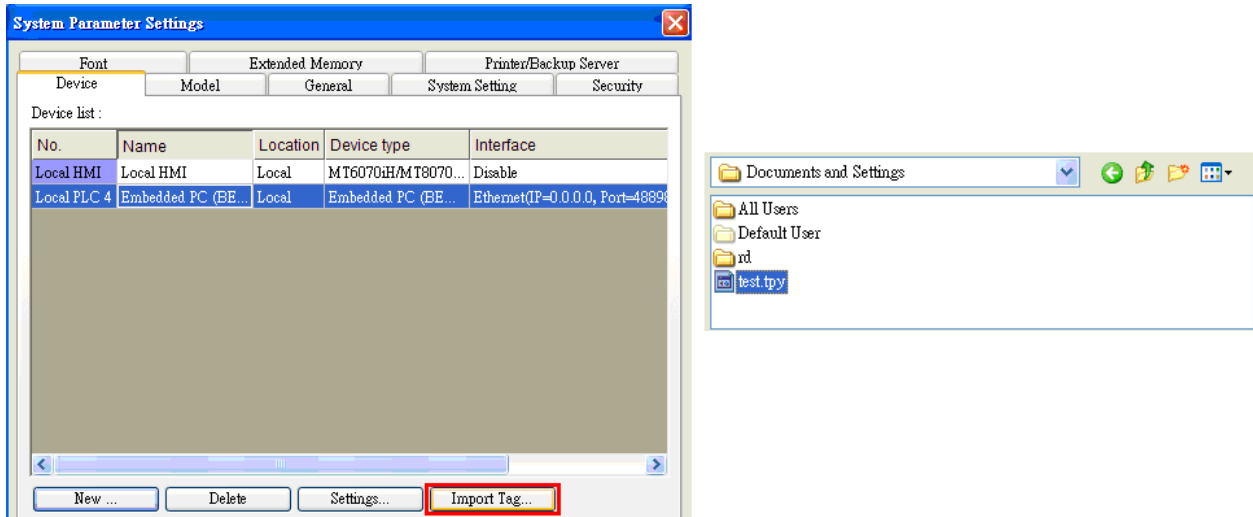 System Parameter Settings
Font Extended Memory Printer/Backup Server
Device Model General System Setting Security
Device list :
No. Name Location Device type Interface
Local HMI Local HMI Local MT6070iH/MT8070... Disable
Local PLC 4 Embedded PC (BE... Local Embedded PC (BE... Ethernet(IP=0.0.0.0, Port=48898
New ... Delete Settings... Import Tag...
Documents and Settings
All Users
Default User
rd
test.tpy